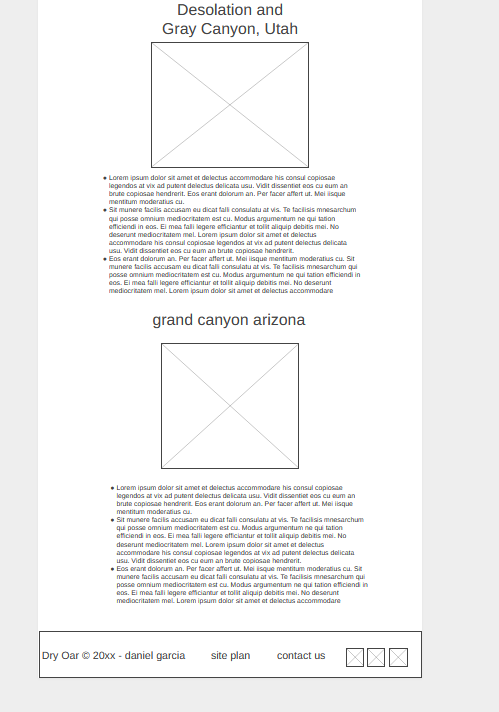 Desolation and
Gray Canyon, Utah
• Lorem ipsum dolor sit amet et delectus accommodare his consul copiosae
legendos at vix ad putent delectus delicata usu. Vidit dissentiet eos cu eum an
brute copiosae hendrerit. Eos erant dolorum an. Per facer affert ut. Mei iisque
mentitum moderatius cu.
• Sit munere facilis accusam eu dicat falli consulatu at vis. Te facilisis mnesarchum
qui posse omnium mediocritatem est cu. Modus argumentum ne qui tation
efficiendi in eos. Ei mea falli legere efficiantur et tollit aliquip debitis mei. No
deserunt mediocritatem mei. Lorem ipsum dolor sit amet et delectus
accommodare his consul copiosae legendos at vix ad putent delectus delicata
usu. Vidit dissentiet eos cu eum an brute copiosae hendrerit.
• Eos erant dolorum an. Per facer affert ut. Mei iisque mentitum moderatius cu. Sit
munere facilis accusam eu dicat falli consulatu at vis. Te facilisis mnesarchum qui
posse omnium mediocritatem est cu. Modus argumentum ne qui tation efficiendi in
eos. Ei mea falli legere efficiantur et tollit aliquip debitis mei. No deserunt
mediocritatem mel. Lorem ipsum dolor sit amet et delectus accommodare
grand canyon arizona
• Lorem ipsum dolor sit amet et delectus accommodare his consul copiosae
legendos at vix ad putent delectus delicata usu. Vidit dissentiet eos cu eum an
brute copiosae hendrerit. Eos erant dolorum an. Per facer affert ut. Mei iisque
mentitum moderatius cu.
• Sit munere facilis accusam eu dicat falli consulatu at vis. Te facilisis mnesarchum
qui posse omnium mediocritatem est cu. Modus argumentum ne qui tation
efficiendi in eos. Ei mea falli legere efficiantur et tollit aliquip debitis mei. No
deserunt mediocritatem mel. Lorem ipsum dolor sit amet et delectus
accommodare his consul copiosae legendos at vix ad putent delectus delicata
usu. Vidit dissentiet eos cu eum an brute copiosae hendrerit.
• Eos erant dolorum an. Per facer affert ut. Mei iisque mentitum moderatius cu. Sit
munere facilis accusam eu dicat falli consulatu at vis. Te facilisis mnesarchum qui
posse omnium mediocritatem est cu. Modus argumentum ne qui tation efficiendi in
eos. Ei mea falli legere efficiantur et tollit aliquip debitis mei. No deserunt
mediocritatem mel. Lorem ipsum dolor sit amet et delectus accommodare
Dry Oar © 20xx - daniel garcia site plan contact us